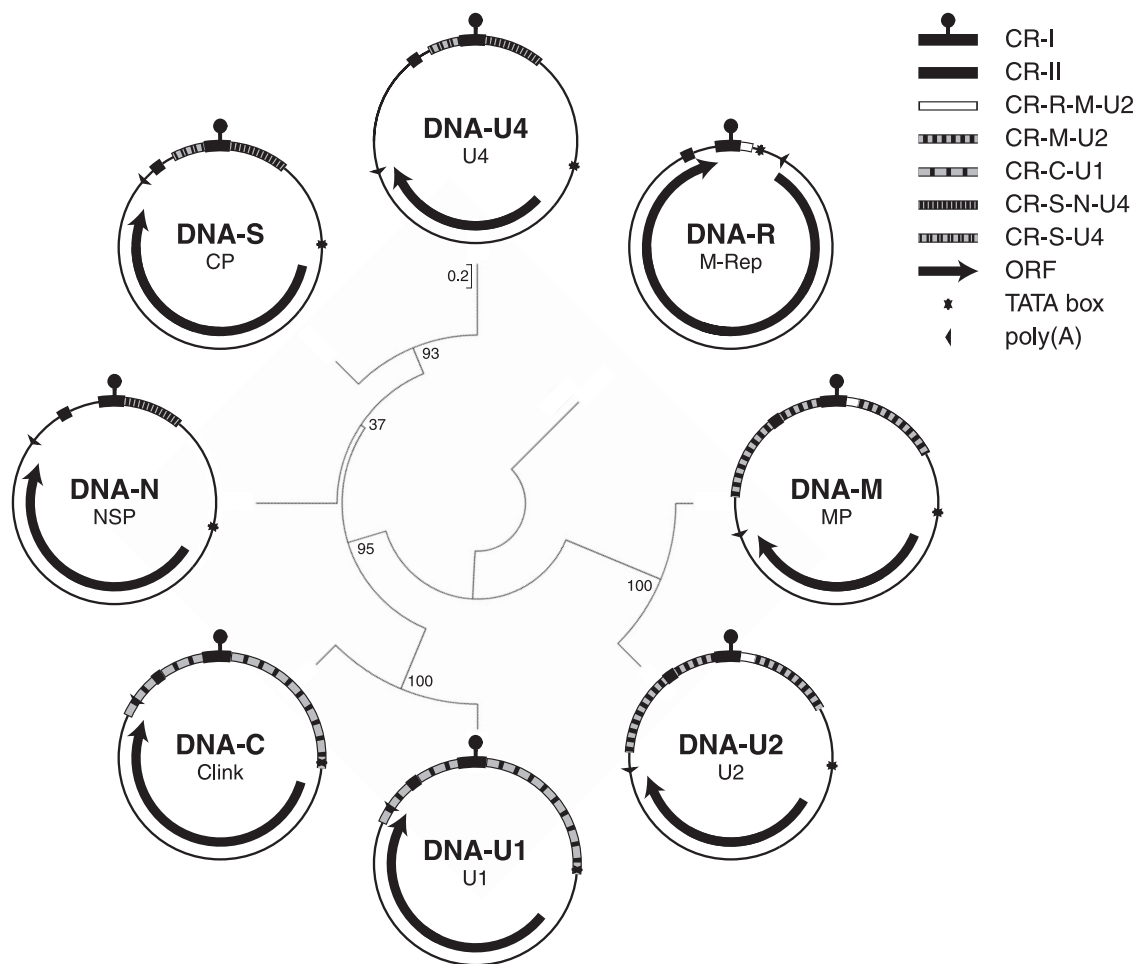 DNA-U4
U4
CR-I
CR-II
CR-R-M-U2
CR-M-U2
CR-C-U1
CR-S-N-U4
CR-S-U4
ORF
TATA box
poly(A)
DNA-S
CP
DNA-R
M-Rep
0.2
93
37
DNA-N
NSP
DNA-M
MP
95
100
100
DNA-C
Clink
DNA-U2
U2
DNA-U1
U1